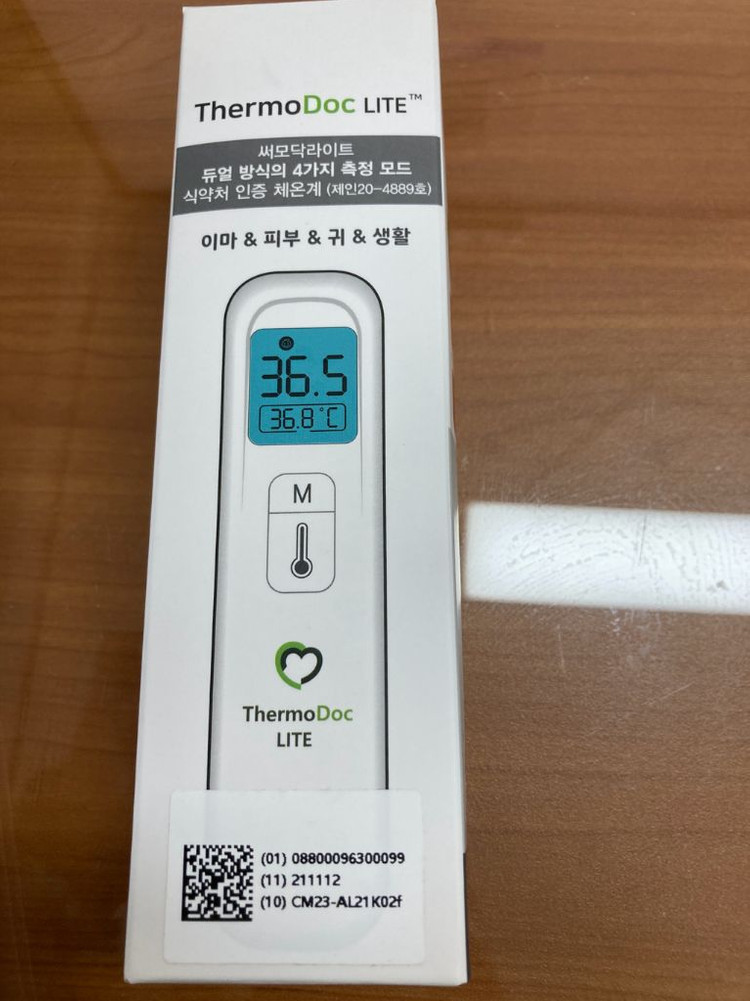 ThermoDoc LITE™
써모닥라이트
듀얼 방식의 4가지 측정 모드
식약처 인증 체온계 (제인20-4889호)
이마 & 피부 & 귀 & 생활
36.5
36.8°C
M
ThermoDoc
LITE
(01) 08800096300099
(11) 211112
(10) CM23-AL21K02f